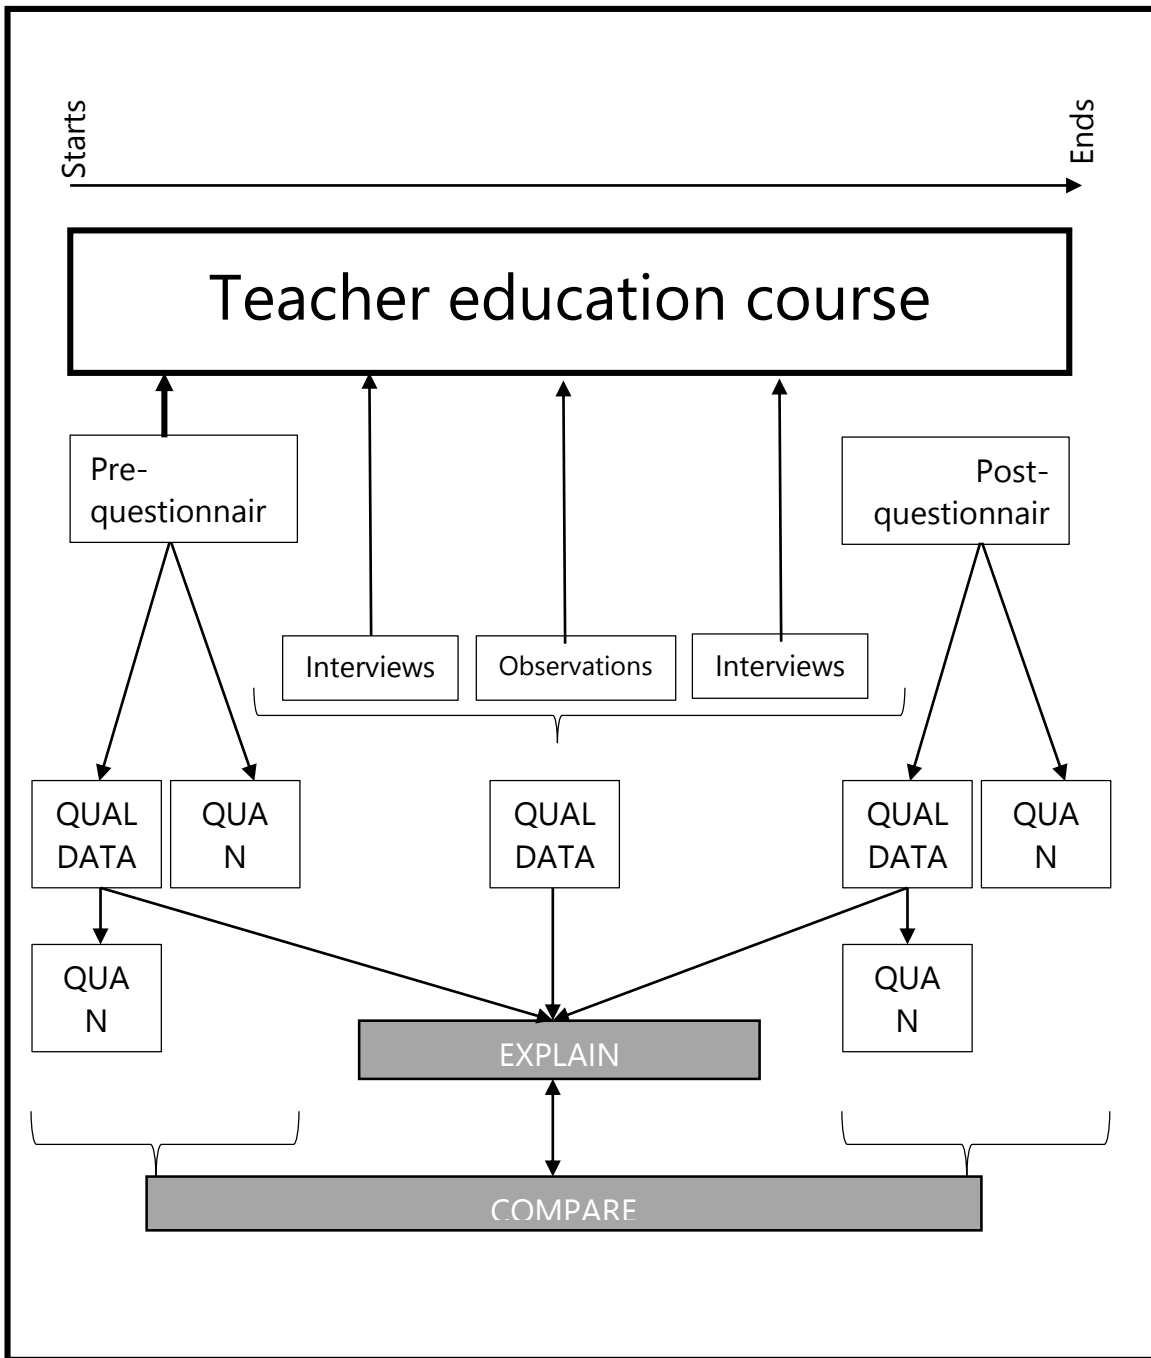 Starts
Ends
Teacher education course
Pre-
questionnair
Post-
questionnair
Interviews
Observations
Interviews
QUAL
DATA
QUA
N
QUAL
DATA
QUAL
DATA
QUA
N
QUA
N
QUA
N
EXPLAIN
COMPARE